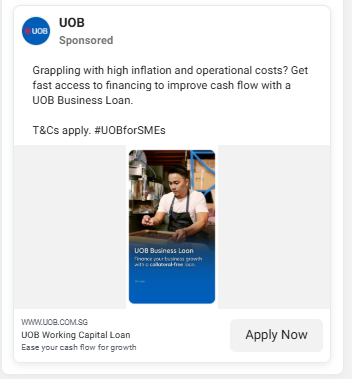 UOB
UOB
Sponsored
Grappling with high inflation and operational costs? Get
fast access to financing to improve cash flow with a
UOB Business Loan.
T&Cs apply. #UOBforSMEs
UOB Business Loan
Finance your business growth
with a collateral-free loan.
WWW.UOB.COM.SG
UOB Working Capital Loan
Ease your cash flow for growth
Apply Now